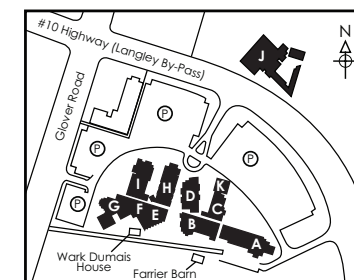 #10 Highway (Langley By-Pass)
N
J
Glover Road
P
P
P
I
H
K
D
P
G
F
E
C
B
A
Wark Dumais
House
Farrier Barn